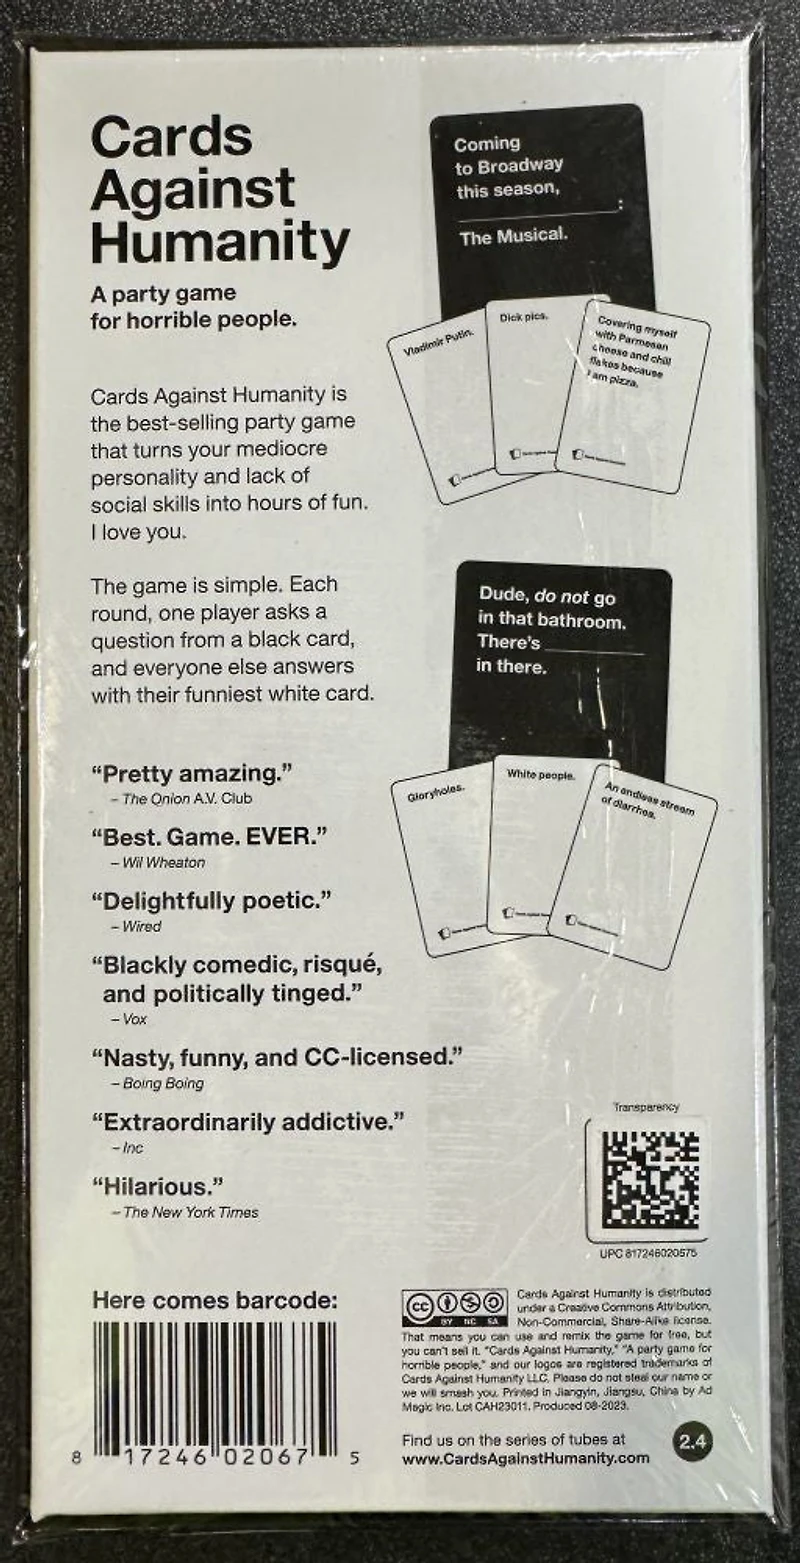 Cards
Against
Humanity
A party game
for horrible people.
Cards Against Humanity is
the best-selling party game
that turns your mediocre
personality and lack of
social skills into hours of fun.
I love you.
The game is simple. Each
round, one player asks a
question from a black card,
and everyone else answers
with their funniest white card.
Coming
to Broadway
this season,
____________:
The Musical.
Vladimir Putin.
Dick pics.
Covering myself
with Parmesan
cheese and chili
flakes because
I am pizza.
Dude, do not go
in that bathroom.
There's ________
in there.
Gloryholes.
White people.
An endless stream
of diarrhea.
“Pretty amazing.”
– The Onion A.V. Club
“Best. Game. EVER.”
– Wil Wheaton
“Delightfully poetic.”
– Wired
“Blackly comedic, risqué,
and politically tinged.”
– Vox
“Nasty, funny, and CC-licensed.”
– Boing Boing
“Extraordinarily addictive.”
– Inc
“Hilarious.”
– The New York Times
Transparency
UPC 817246020675
Here comes barcode:
8 17246 02067 5
cc
BY NC SA
Cards Against Humanity is distributed
under a Creative Commons Attribution,
Non-Commercial, Share-Alike license.
That means you can use and remix the game for free, but
you can't sell it. “Cards Against Humanity,” “A party game for
horrible people,” and our logos are registered trademarks of
Cards Against Humanity LLC. Please do not steal our name or
we will smash you. Printed in Jiangyin, Jiangsu, China by Ad
Magic Inc. Lot CAH23011. Produced 08-2023.
Find us on the series of tubes at
www.CardsAgainstHumanity.com
2.4